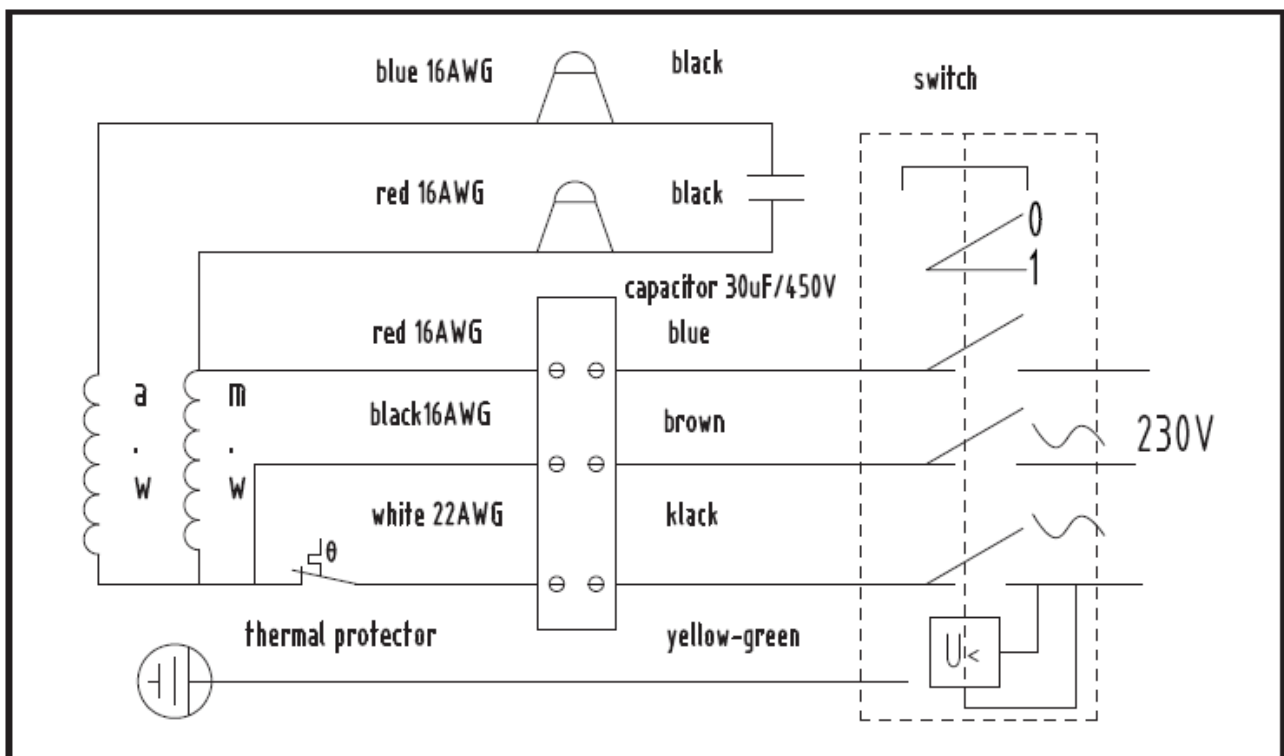 blue 16AWG
black
switch
red 16AWG
black
0
1
capacitor 30uF/450V
red 16AWG
blue
a.w
m.w
black16AWG
brown
230V
white 22AWG
klack
θ
thermal protector
yellow-green
U<